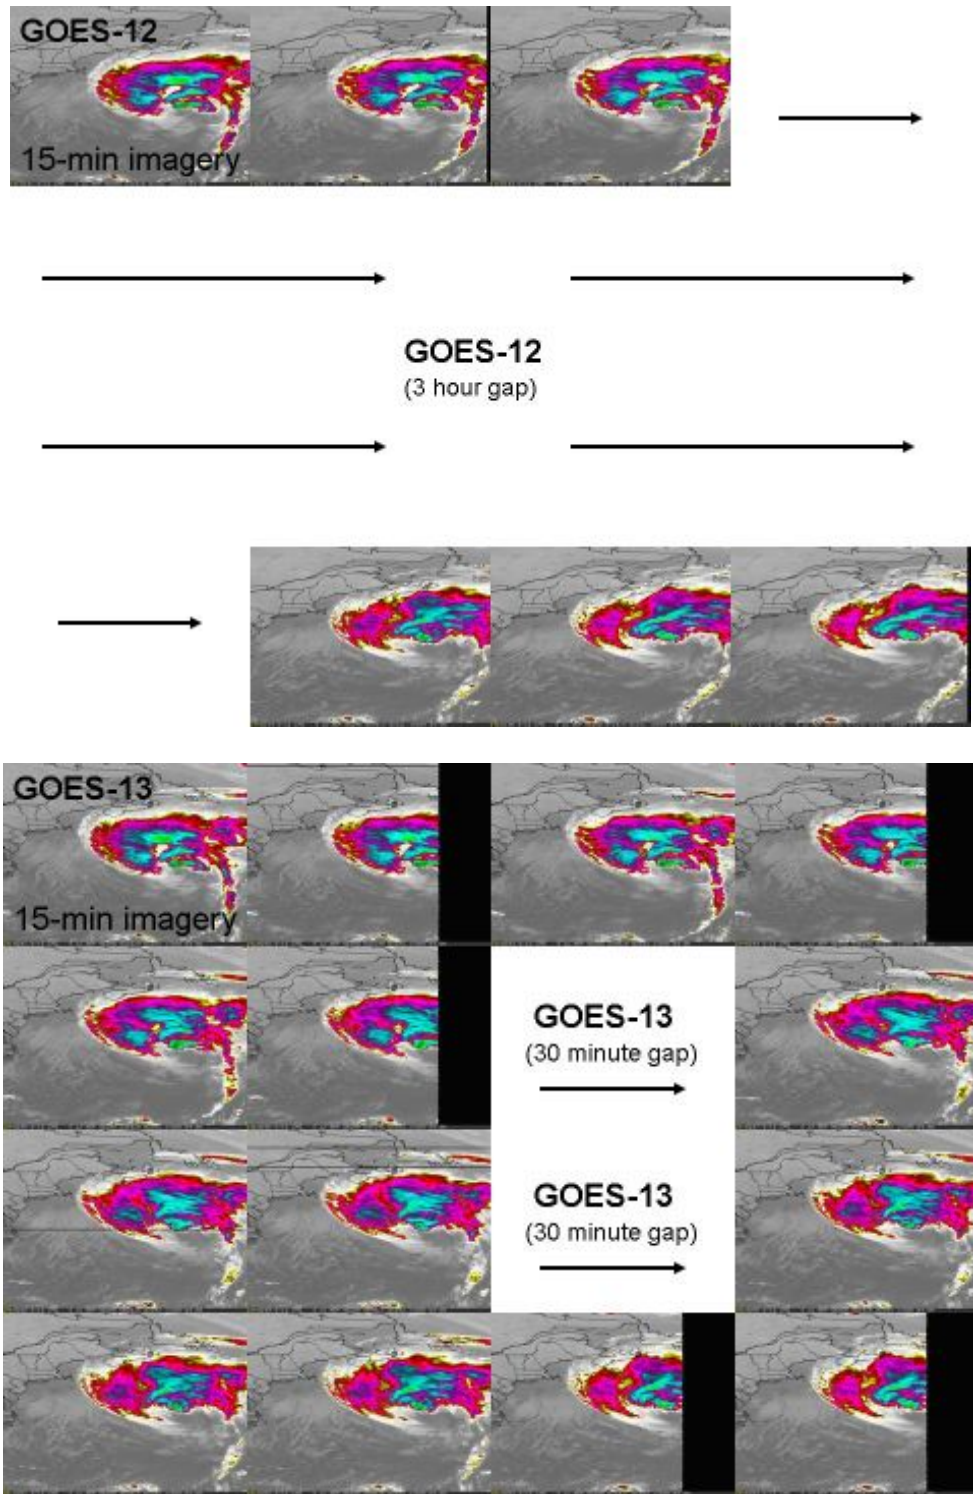 GOES-12
15-min imagery
GOES-12
(3 hour gap)
GOES-13
15-min imagery
GOES-13
(30 minute gap)
GOES-13
(30 minute gap)